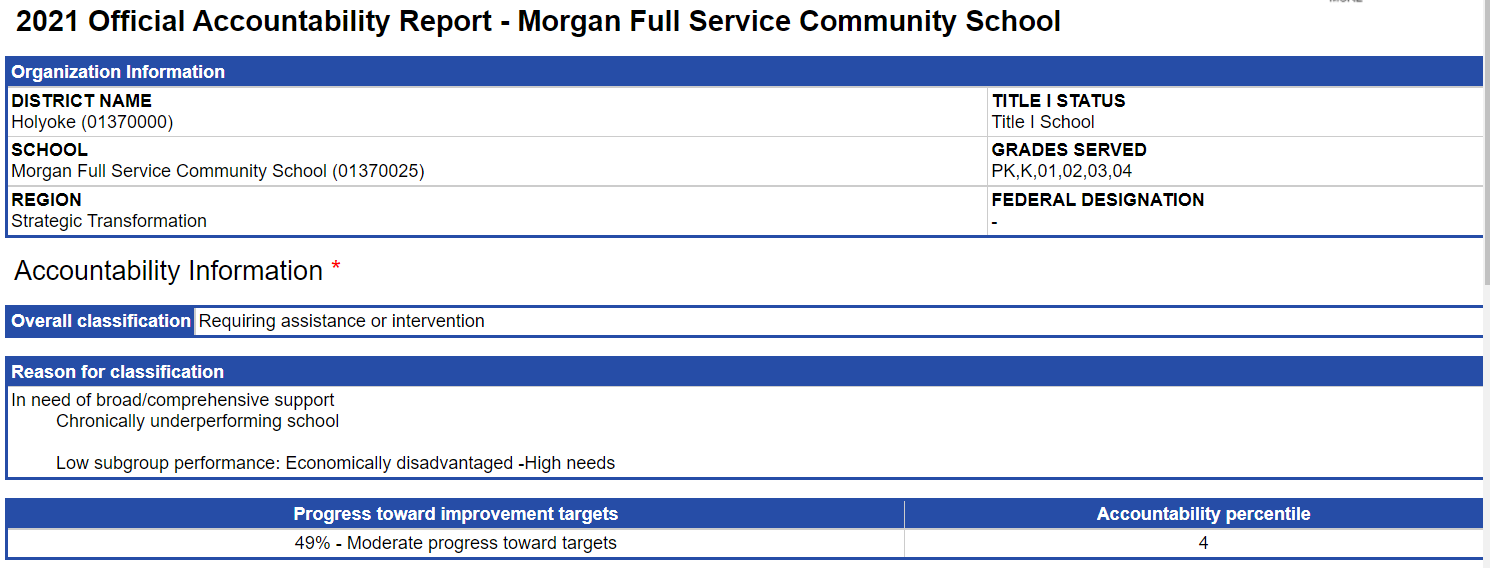 2021 Official Accountability Report - Morgan Full Service Community School
Organization Information
DISTRICT NAME
Holyoke (01370000)
TITLE I STATUS
Title I School
SCHOOL
Morgan Full Service Community School (01370025)
GRADES SERVED
PK,K,01,02,03,04
REGION
Strategic Transformation
FEDERAL DESIGNATION
-
Accountability Information *
Overall classification Requiring assistance or intervention
Reason for classification
In need of broad/comprehensive support
Chronically underperforming school
Low subgroup performance: Economically disadvantaged -High needs
Progress toward improvement targets Accountability percentile
49% - Moderate progress toward targets 4